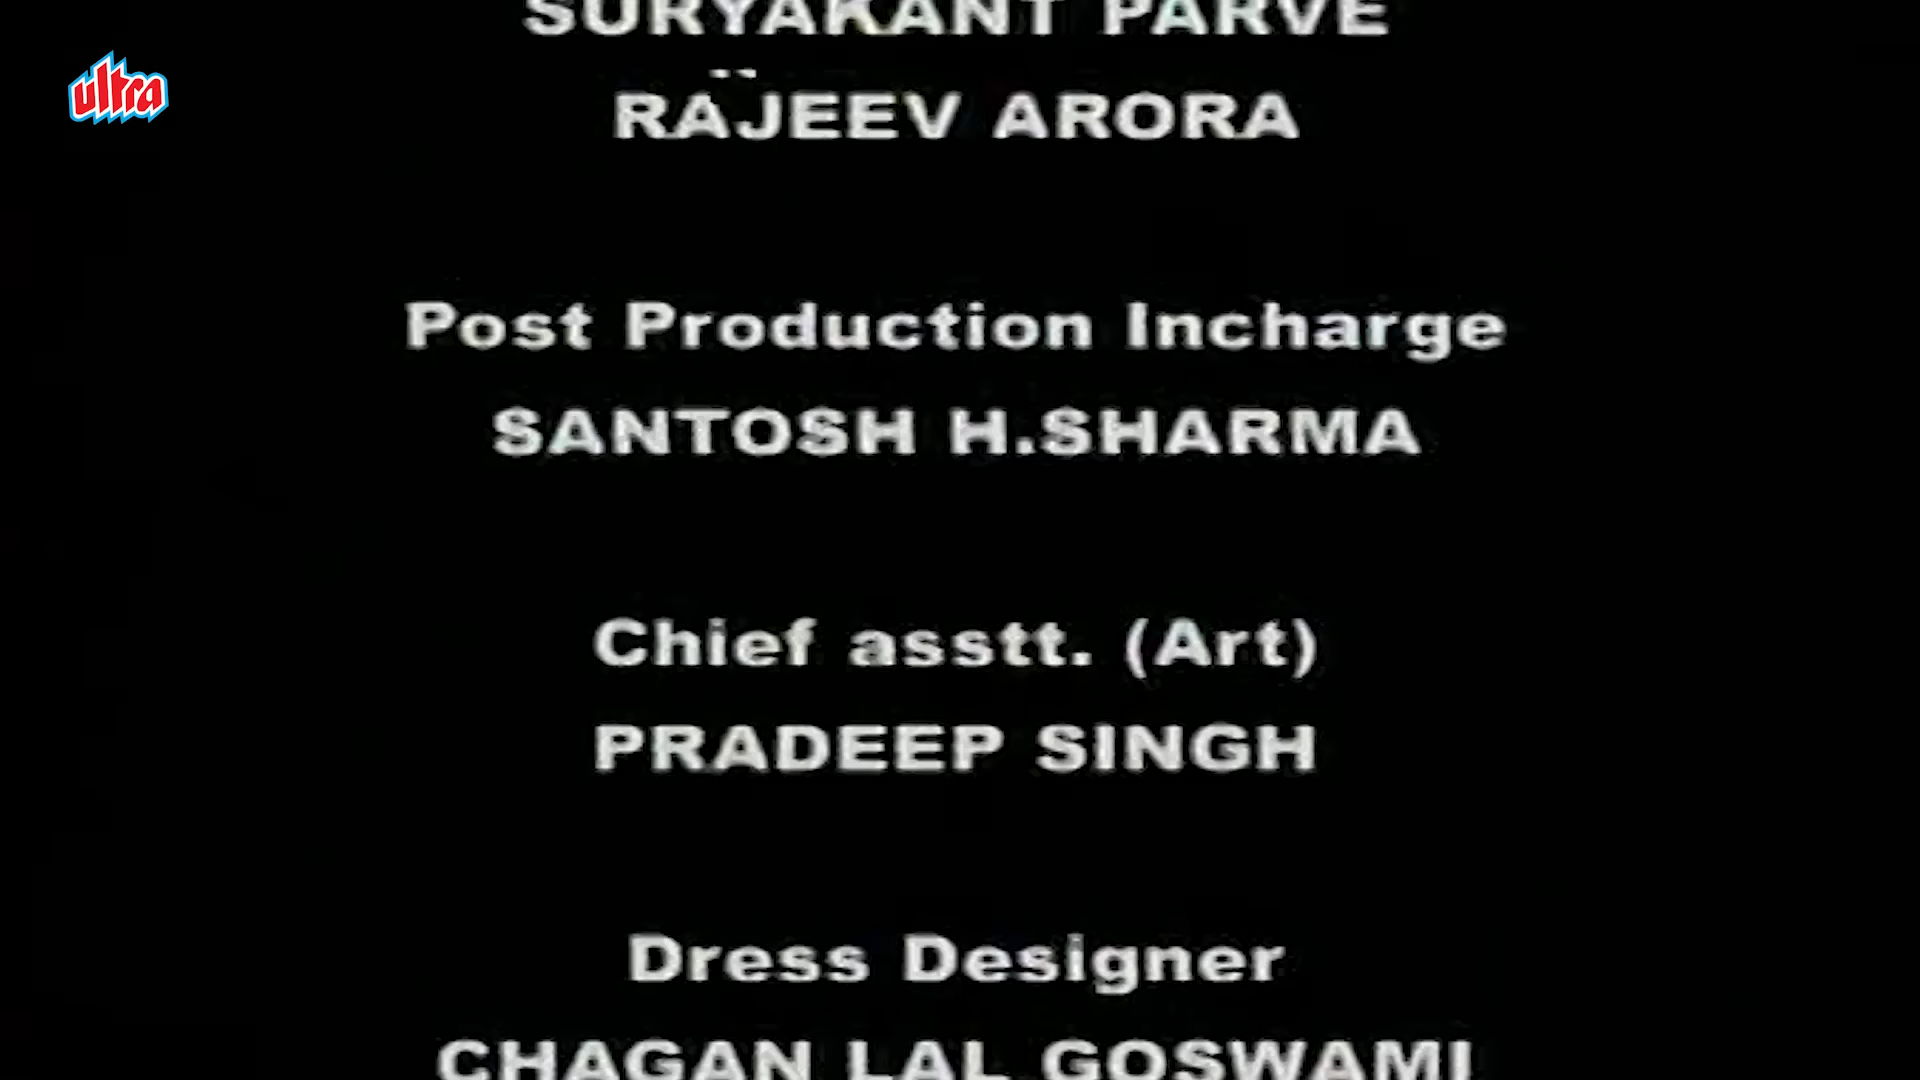 ultra
SURYAKANT PARVE
RAJEEV ARORA
Post Production Incharge
SANTOSH H.SHARMA
Chief asstt. (Art)
PRADEEP SINGH
Dress Designer
CHAGAN LAL GOSWAMI